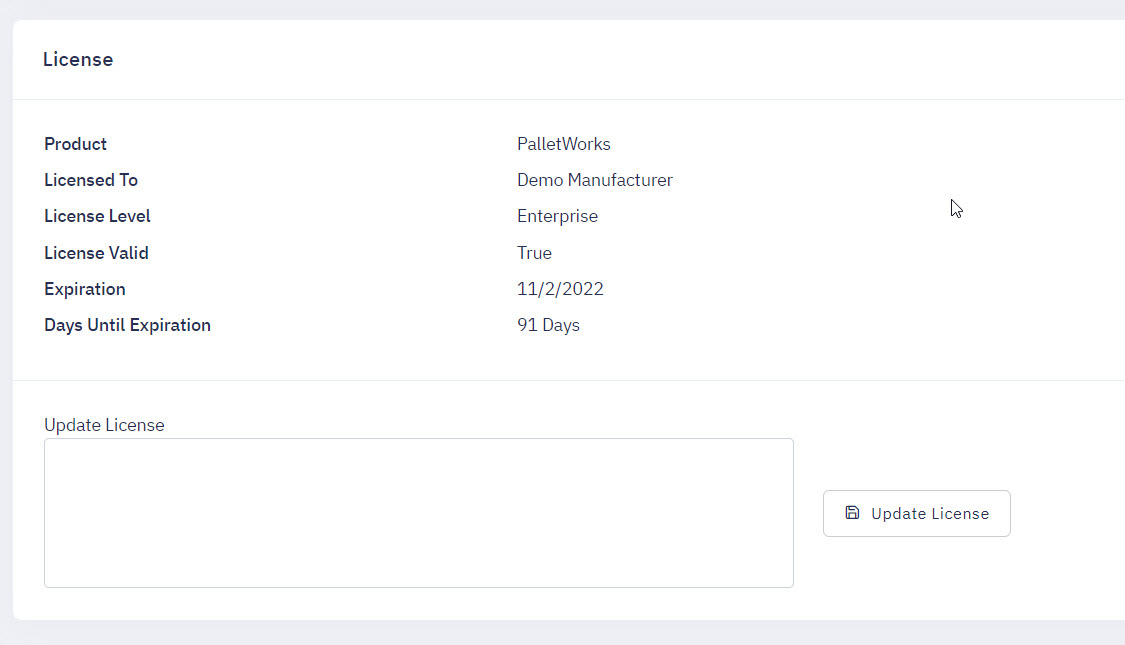 License
Product PalletWorks
Licensed To Demo Manufacturer
License Level Enterprise
License Valid True
Expiration 11/2/2022
Days Until Expiration 91 Days
Update License
Update License